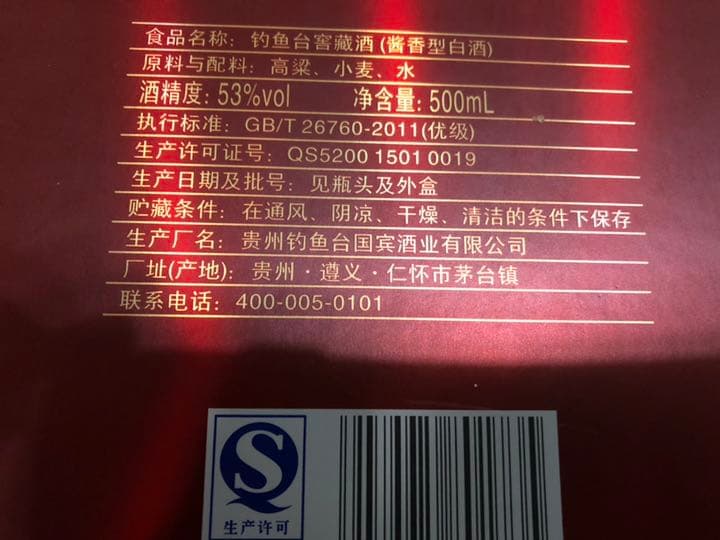 食品名称：钓鱼台窖藏酒(酱香型白酒)
原料与配料：高粱、小麦、水
酒精度：53%vol 净含量：500mL
执行标准：GB/T 26760-2011(优级)
生产许可证号：QS5200 1501 0019
生产日期及批号：见瓶头及外盒
贮藏条件：在通风、阴凉、干燥、清洁的条件下保存
生产厂名：贵州钓鱼台国宾酒业有限公司
厂址(产地)：贵州·遵义·仁怀市茅台镇
联系电话：400-005-0101
S
生产许可